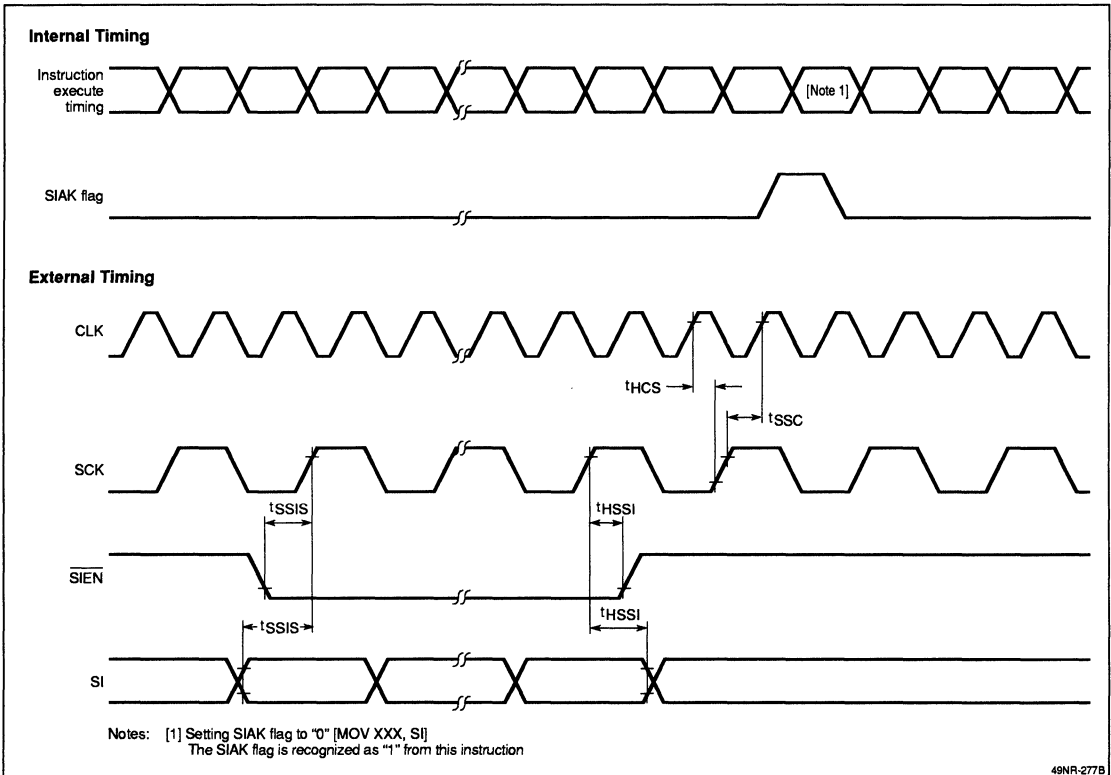 Internal Timing
Instruction
execute
timing
[Note 1]
SIAK flag
External Timing
CLK
tHCS
tSSC
SCK
tSSIS
tHSSI
SIEN
tSSIS
tHSSI
SI
Notes: [1] Setting SIAK flag to "0" [MOV XXX, SI]
The SIAK flag is recognized as "1" from this instruction
49NR-277B